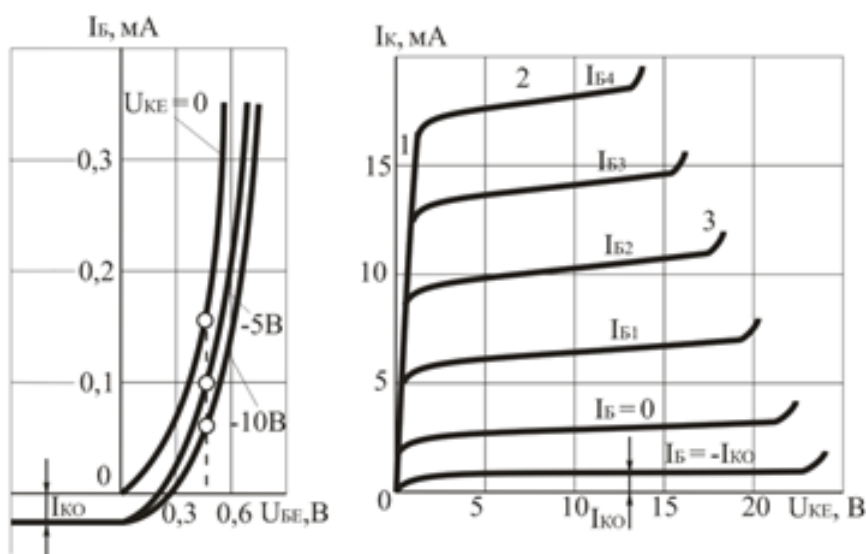 IБ, мА
UКЕ = 0
0,3
0,2
-5В
0,1
-10В
0
IКО
0,3
0,6
UБЕ,В
IК, мА
2
IБ4
1
15
IБ3
3
IБ2
10
IБ1
5
IБ=0
IБ = -IКО
0
5
10
IКО
15
20
UКЕ, В